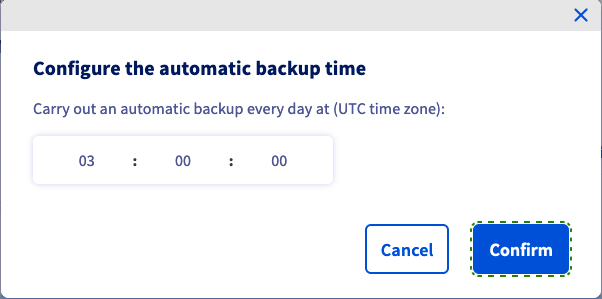 Configure the automatic backup time
Carry out an automatic backup every day at (UTC time zone):
03 : 00 : 00
Cancel Confirm